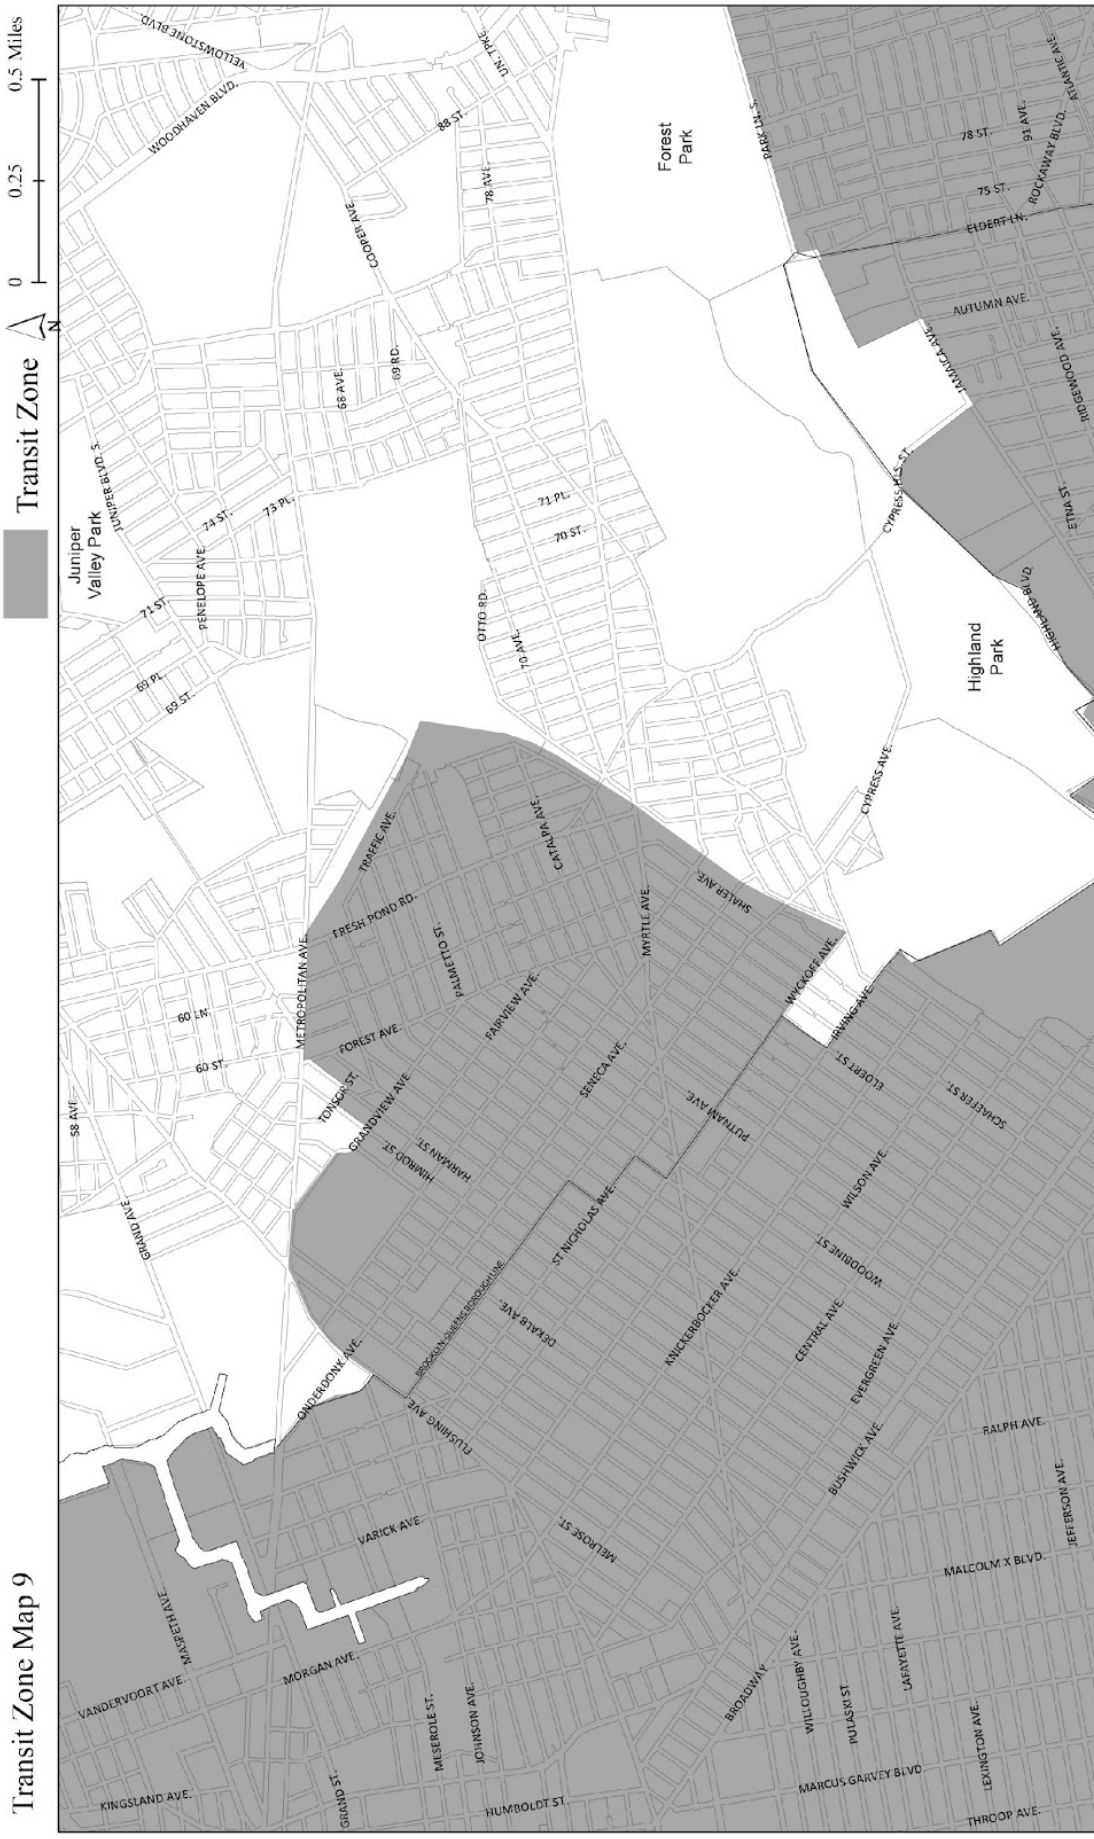 Transit Zone Map 9
Transit Zone
N
0 0.25 0.5 Miles
KINGSLAND AVE.
VANDERVOORT AVE.
MASPETH AVE.
GRAND AVE.
58 AVE.
60 ST.
60 LN.
69 ST.
69 PL.
71 ST.
Juniper
Valley Park
JUNIPER BLVD. S.
PENELOPE AVE.
74 ST.
73 PL.
WOODHAVEN BLVD.
YELLOWSTONE BLVD.
GRAND ST.
MORGAN AVE.
VARICK AVE.
ONDERDONK AVE.
TONSOR ST.
METROPOLITAN AVE.
GRANDVIEW AVE.
FOREST AVE.
FRESH POND RD.
TRAFFIC AVE.
68 AVE.
69 RD.
COOPER AVE.
88 ST.
UN. TPKE.
78 AVE.
MESEROLE ST.
JOHNSON AVE.
HUMBOLDT ST.
FLUSHING AVE.
BROOKLYN-QUEENS BOROUGH LINE
HIMROD ST.
HARMAN ST.
PALMETTO ST.
FAIRVIEW AVE.
CATALPA AVE.
OTTO RD.
70 AVE.
70 ST.
71 PL.
MELROSE ST.
DEKALB AVE.
ST NICHOLAS AVE.
SENECA AVE.
MYRTLE AVE.
SHALER AVE.
PUTNAM AVE.
WYCKOFF AVE.
IRVING AVE.
CYPRESS AVE.
CYPRESS HLS. ST.
Forest
Park
PARK LN. S.
BROADWAY
KNICKERBOCKER AVE.
CENTRAL AVE.
WOODBINE ST.
WILSON AVE.
ELDERT ST.
SCHAEFER ST.
EVERGREEN AVE.
BUSHWICK AVE.
WILLOUGHBY AVE.
PULASKI ST.
LAFAYETTE AVE.
MARCUS GARVEY BLVD.
LEXINGTON AVE.
THROOP AVE.
MALCOLM X BLVD.
RALPH AVE.
JEFFERSON AVE.
Highland
Park
HIGHLAND BLVD.
ETNA ST.
JAMAICA AVE.
RIDGEWOOD AVE.
AUTUMN AVE.
ELDERT LN.
75 ST.
78 ST.
91 AVE.
ROCKAWAY BLVD.
ATLANTIC AVE.